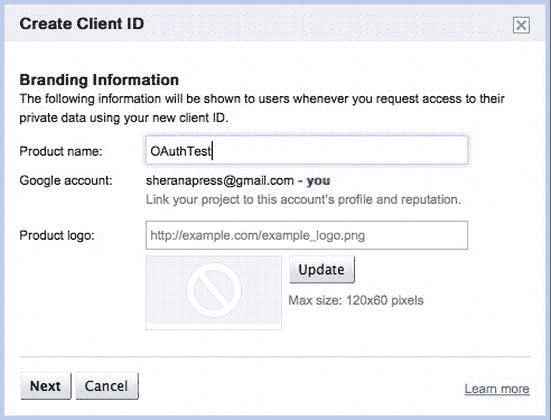 Create Client ID
Branding Information
The following information will be shown to users whenever you request access to their
private data using your new client ID.
Product name: OAuthTest
Google account: sheranapress@gmail.com - you
Link your project to this account's profile and reputation.
Product logo: http://example.com/example_logo.png
Update
Max size: 120x60 pixels
Next Cancel Learn more